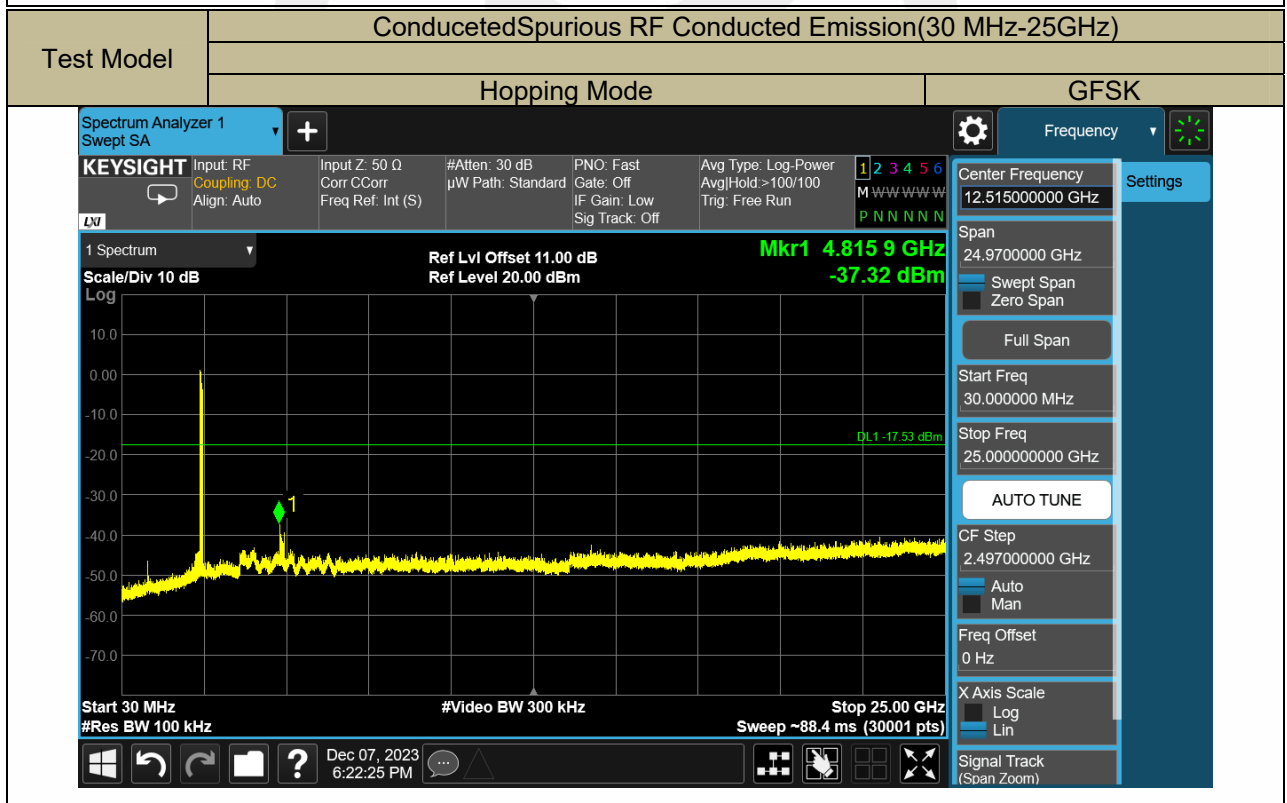 Test Model
ConducetedSpurious RF Conducted Emission(30 MHz-25GHz)
Hopping Mode
GFSK
Spectrum Analyzer 1
Swept SA
+
Frequency
KEYSIGHT
LXI
Input: RF
Coupling: DC
Align: Auto
Input Z: 50 Ω
Corr CCorr
Freq Ref: Int (S)
#Atten: 30 dB
µW Path: Standard
PNO: Fast
Gate: Off
IF Gain: Low
Sig Track: Off
Avg Type: Log-Power
Avg|Hold:>100/100
Trig: Free Run
1 2 3 4 5 6
M W W W W W
P N N N N N
1 Spectrum
Scale/Div 10 dB
Log
Ref Lvl Offset 11.00 dB
Ref Level 20.00 dBm
Mkr1 4.815 9 GHz
-37.32 dBm
10.0
0.00
-10.0
-20.0
-30.0
-40.0
-50.0
-60.0
-70.0
DL1 -17.53 dBm
1
Start 30 MHz
#Res BW 100 kHz
#Video BW 300 kHz
Stop 25.00 GHz
Sweep ~88.4 ms (30001 pts)
Center Frequency
12.515000000 GHz
Settings
Span
24.9700000 GHz
Swept Span
Zero Span
Full Span
Start Freq
30.000000 MHz
Stop Freq
25.000000000 GHz
AUTO TUNE
CF Step
2.497000000 GHz
Auto
Man
Freq Offset
0 Hz
X Axis Scale
Log
Lin
Signal Track
(Span Zoom)
?
Dec 07, 2023
6:22:25 PM